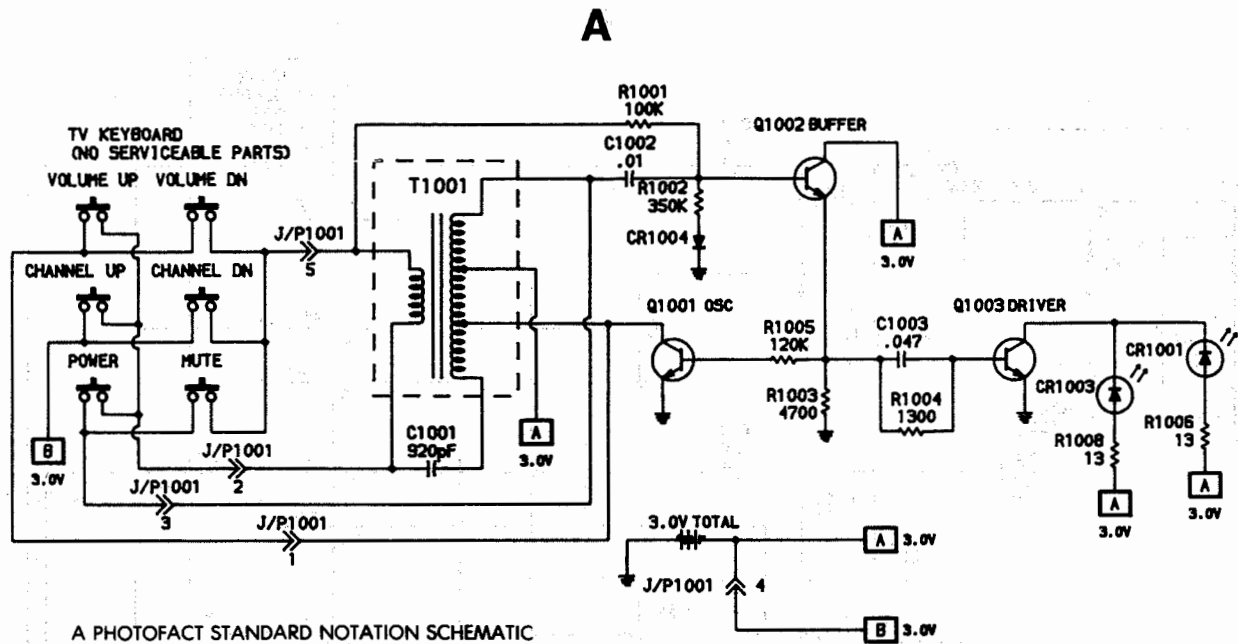 A
R1001
100K
Q1002 BUFFER
TV KEYBOARD
(NO SERVICEABLE PARTS)
C1002
.01
VOLUME UP VOLUME DN
T1001
R1002
350K
J/P1001
5
CR1004
A
3.0V
CHANNEL UP CHANNEL DN
Q1001 OSC
Q1003 DRIVER
R1005
120K
C1003
.047
POWER MUTE
CR1001
CR1003
R1003
4700
R1004
1300
B
3.0V
C1001
920pF
A
3.0V
R1006
13
R1008
13
J/P1001
2
J/P1001
3
A
3.0V
A
3.0V
J/P1001
1
3.0V TOTAL
A 3.0V
J/P1001 4
B 3.0V
A PHOTOFACT STANDARD NOTATION SCHEMATIC